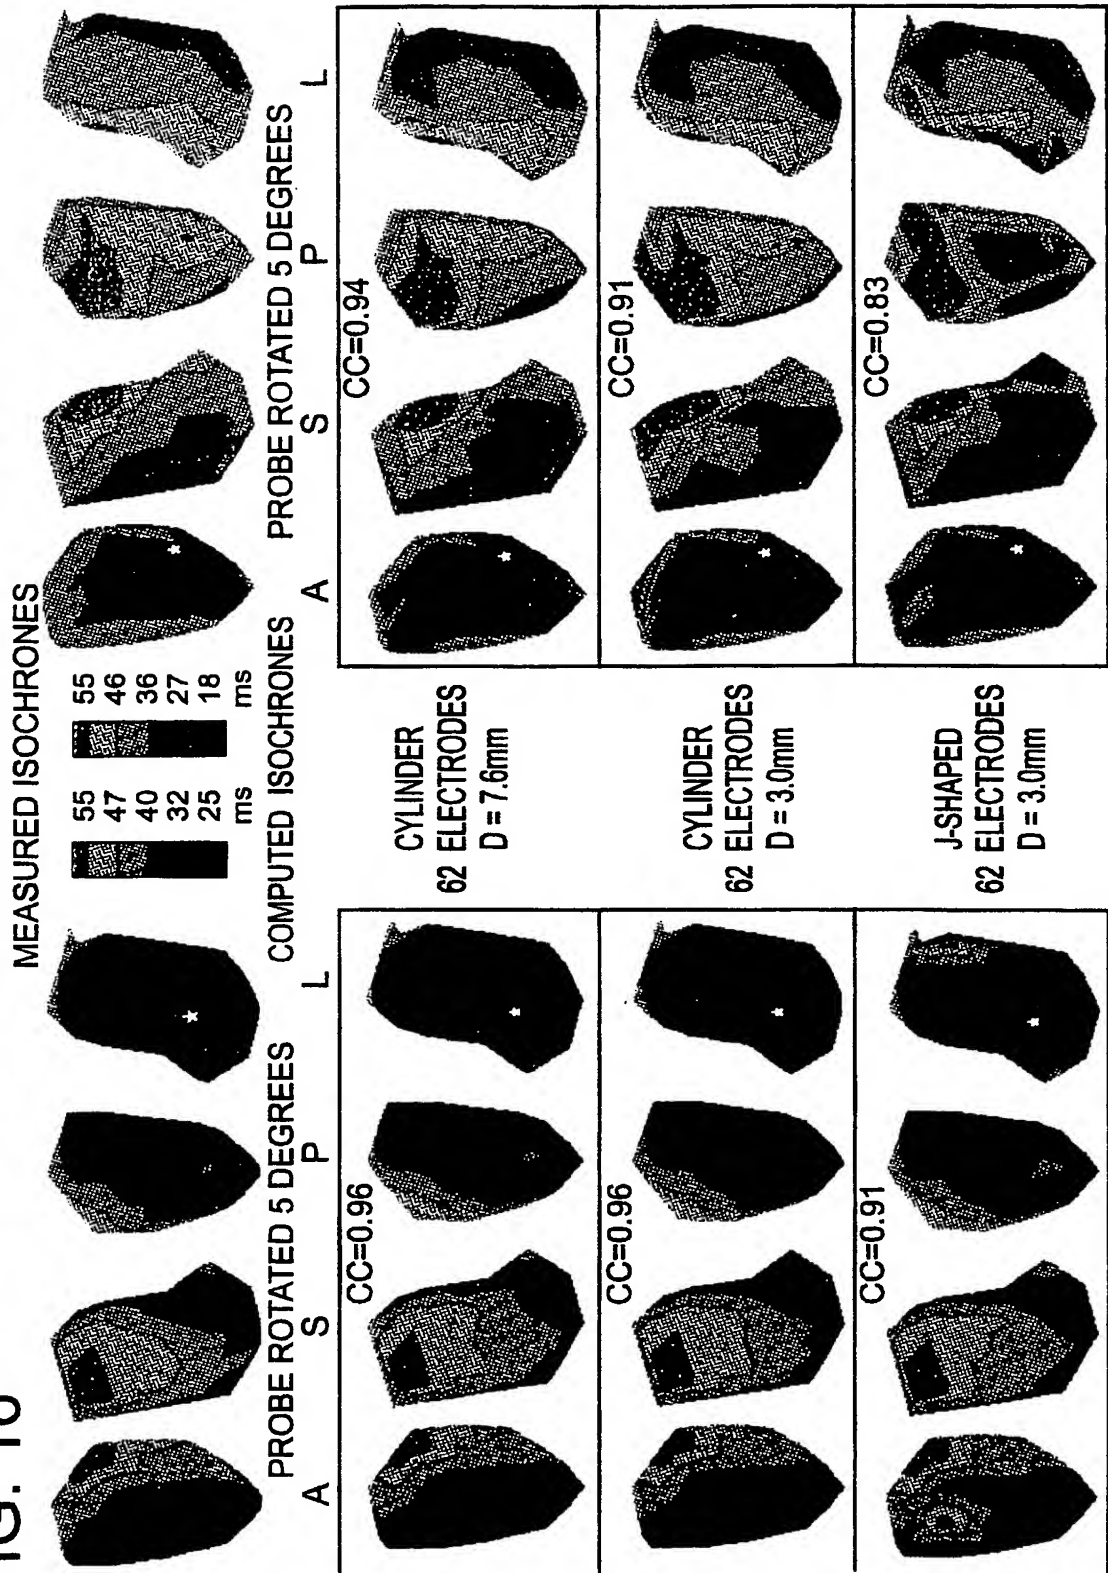 IG.
MEASURED ISOCHRONES
55 55
47 46
40 36
32 27
25 18
ms ms
COMPUTED ISOCHRONES
PROBE ROTATED 5 DEGREES PROBE ROTATED 5 DEGREES
A S P L A S P L
CC=0.96 CC=0.94
CYLINDER
62 ELECTRODES
D = 7.6mm
CC=0.96 CC=0.91
CYLINDER
62 ELECTRODES
D = 3.0mm
CC=0.91 CC=0.83
J-SHAPED
62 ELECTRODES
D = 3.0mm